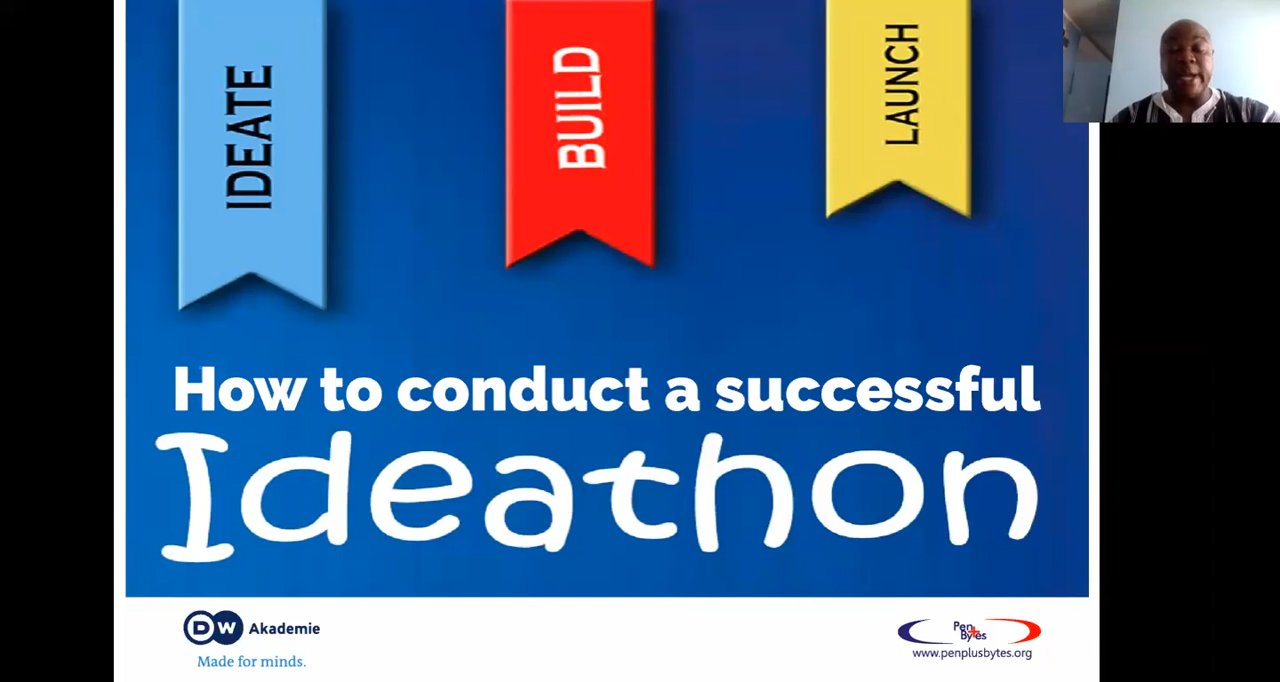 IDEATE
BUILD
LAUNCH
How to conduct a successful
Ideathon
DW Akademie
Made for minds.
Pen
Bytes
www.penplusbytes.org